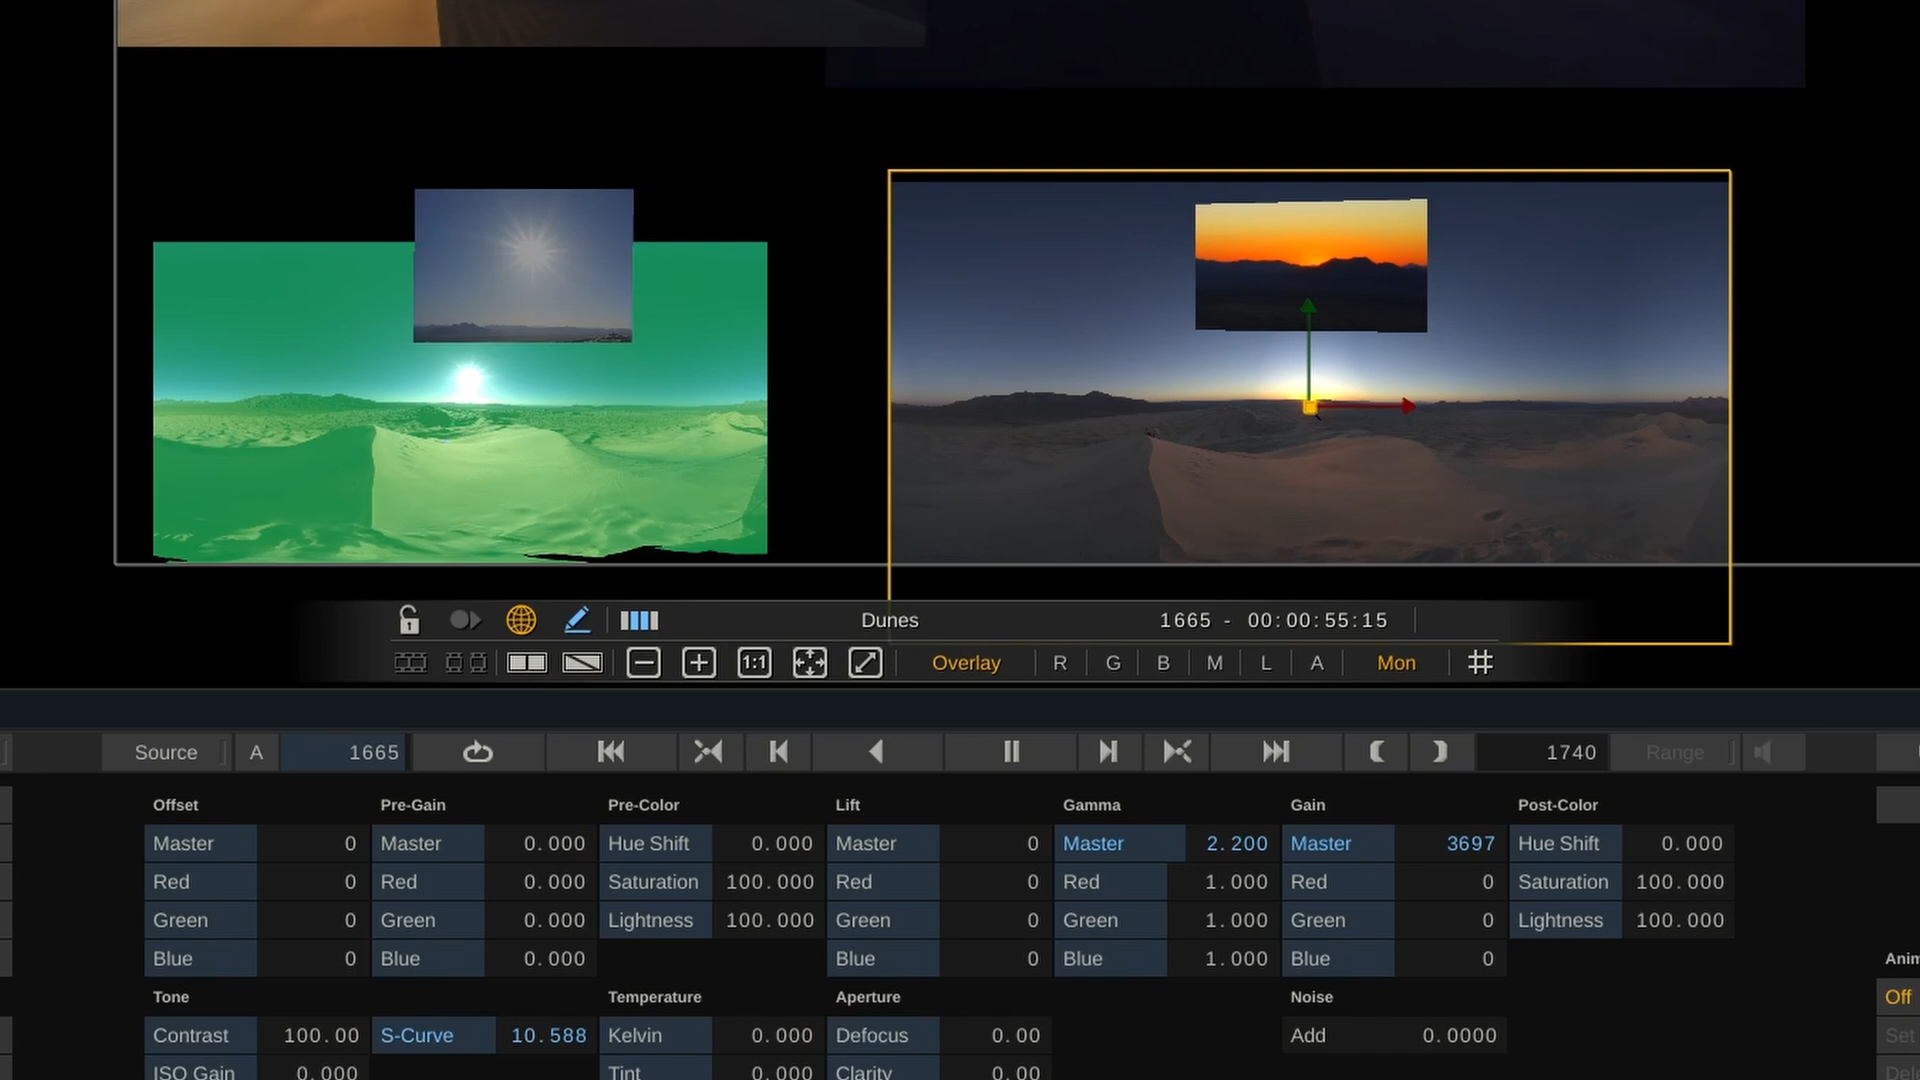 Dunes 1665 - 00:00:55:15
1:1 Overlay R G B M L A Mon
Source A 1665 1740 Range
Offset Pre-Gain Pre-Color Lift Gamma Gain Post-Color
Master 0 Master 0.000 Hue Shift 0.000 Master 0 Master 2.200 Master 3697 Hue Shift 0.000
Red 0 Red 0.000 Saturation 100.000 Red 0 Red 1.000 Red 0 Saturation 100.000
Green 0 Green 0.000 Lightness 100.000 Green 0 Green 1.000 Green 0 Lightness 100.000
Blue 0 Blue 0.000 Blue 0 Blue 1.000 Blue 0 Anim
Tone Temperature Aperture Noise Off
Contrast 100.00 S-Curve 10.588 Kelvin 0.000 Defocus 0.00 Add 0.0000 Set
ISO Gain 0.000 Tint 0.000 Clarity 0.00